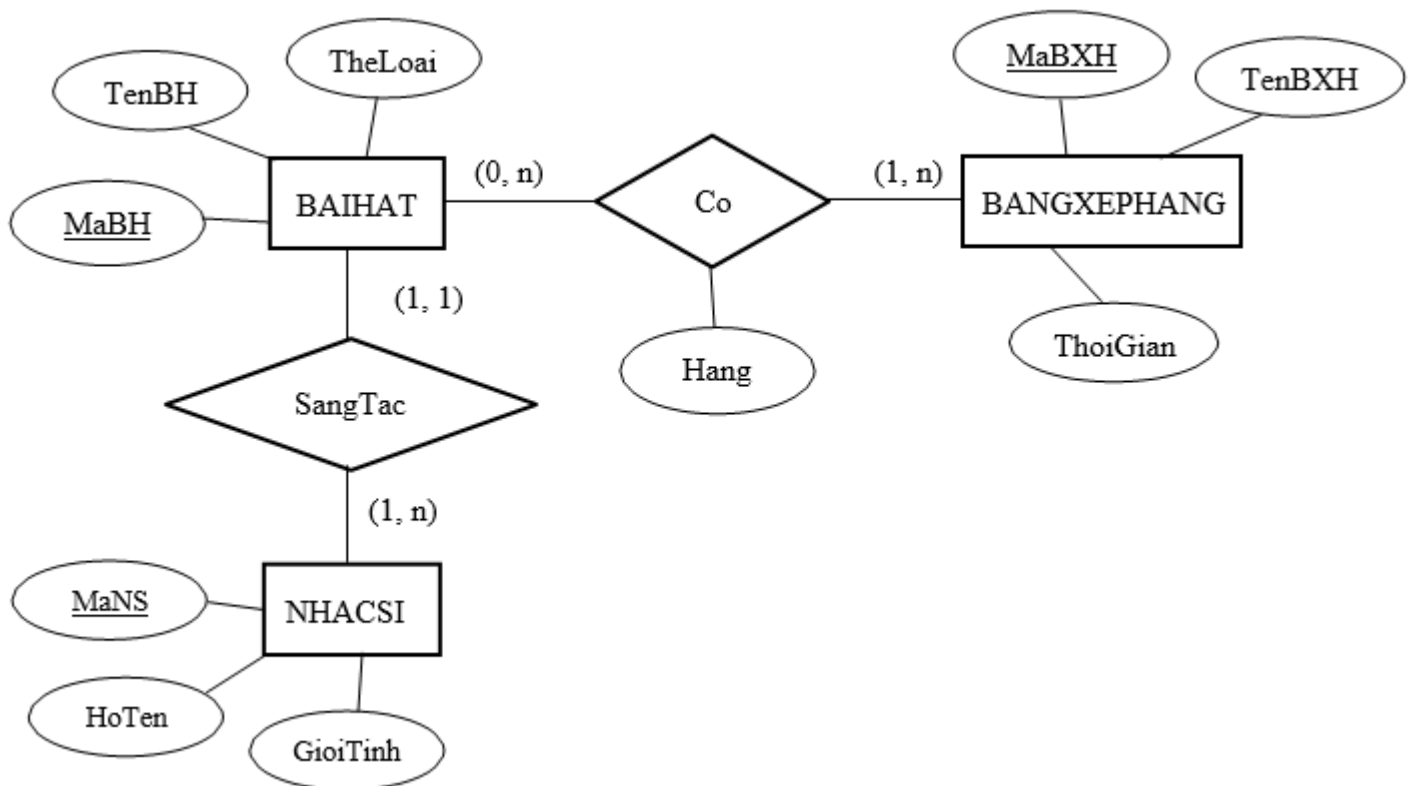 TheLoai
TenBH
MaBXH
TenBXH
(0, n)
(1, n)
BAIHAT
Co
BANGXEPHANG
MaBH
(1, 1)
ThoiGian
Hang
SangTac
(1, n)
MaNS
NHACSI
HoTen
GioiTinh